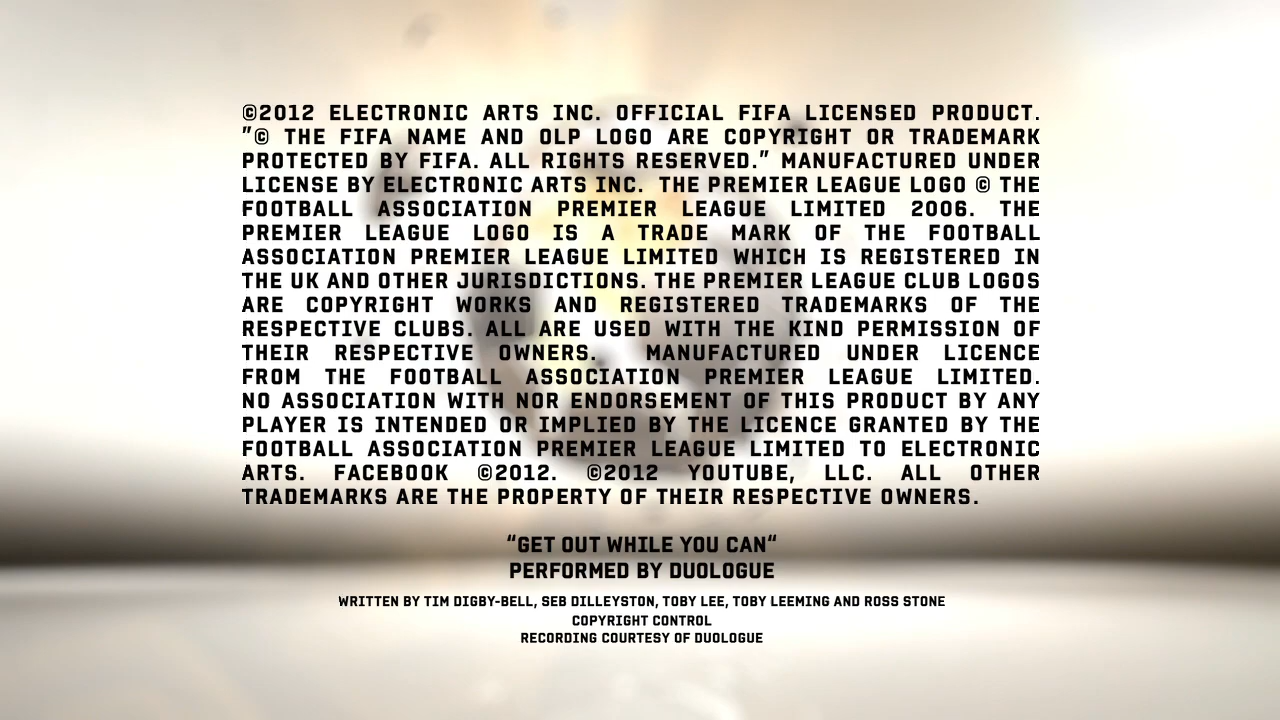 ©2012 ELECTRONIC ARTS INC. OFFICIAL FIFA LICENSED PRODUCT.
"© THE FIFA NAME AND OLP LOGO ARE COPYRIGHT OR TRADEMARK
PROTECTED BY FIFA. ALL RIGHTS RESERVED." MANUFACTURED UNDER
LICENSE BY ELECTRONIC ARTS INC. THE PREMIER LEAGUE LOGO © THE
FOOTBALL ASSOCIATION PREMIER LEAGUE LIMITED 2006. THE
PREMIER LEAGUE LOGO IS A TRADE MARK OF THE FOOTBALL
ASSOCIATION PREMIER LEAGUE LIMITED WHICH IS REGISTERED IN
THE UK AND OTHER JURISDICTIONS. THE PREMIER LEAGUE CLUB LOGOS
ARE COPYRIGHT WORKS AND REGISTERED TRADEMARKS OF THE
RESPECTIVE CLUBS. ALL ARE USED WITH THE KIND PERMISSION OF
THEIR RESPECTIVE OWNERS. MANUFACTURED UNDER LICENCE
FROM THE FOOTBALL ASSOCIATION PREMIER LEAGUE LIMITED.
NO ASSOCIATION WITH NOR ENDORSEMENT OF THIS PRODUCT BY ANY
PLAYER IS INTENDED OR IMPLIED BY THE LICENCE GRANTED BY THE
FOOTBALL ASSOCIATION PREMIER LEAGUE LIMITED TO ELECTRONIC
ARTS. FACEBOOK ©2012. ©2012 YOUTUBE, LLC. ALL OTHER
TRADEMARKS ARE THE PROPERTY OF THEIR RESPECTIVE OWNERS.
“GET OUT WHILE YOU CAN“
PERFORMED BY DUOLOGUE
WRITTEN BY TIM DIGBY-BELL, SEB DILLEYSTON, TOBY LEE, TOBY LEEMING AND ROSS STONE
COPYRIGHT CONTROL
RECORDING COURTESY OF DUOLOGUE